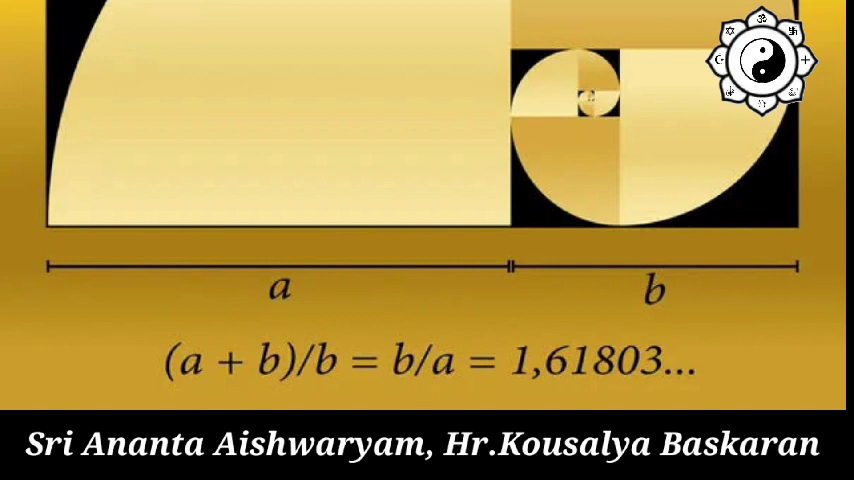 a
b
(a + b)/b = b/a = 1,61803...
Sri Ananta Aishwaryam, Hr.Kousalya Baskaran